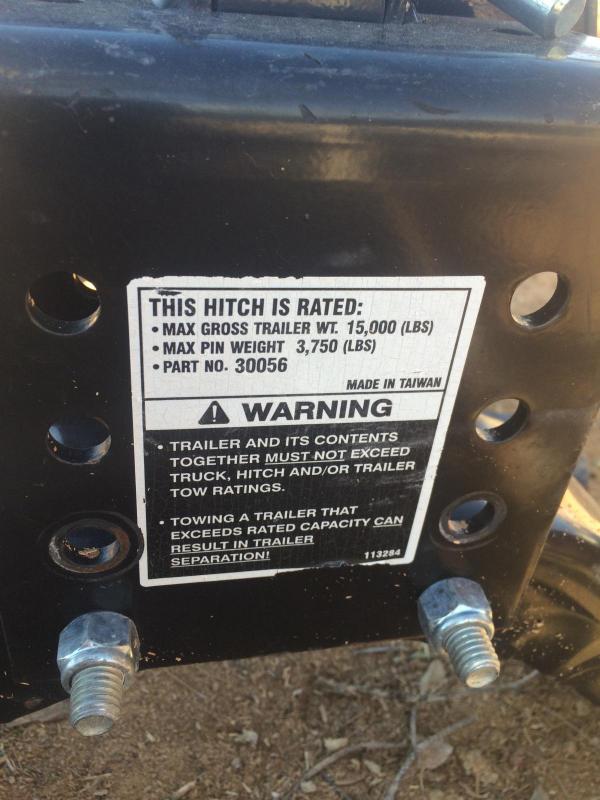 THIS HITCH IS RATED:
• MAX GROSS TRAILER WT. 15,000 (LBS)
• MAX PIN WEIGHT 3,750 (LBS)
• PART NO. 30056
MADE IN TAIWAN
WARNING
• TRAILER AND ITS CONTENTS
TOGETHER MUST NOT EXCEED
TRUCK, HITCH AND/OR TRAILER
TOW RATINGS.
• TOWING A TRAILER THAT
EXCEEDS RATED CAPACITY CAN
RESULT IN TRAILER
SEPARATION!
113284